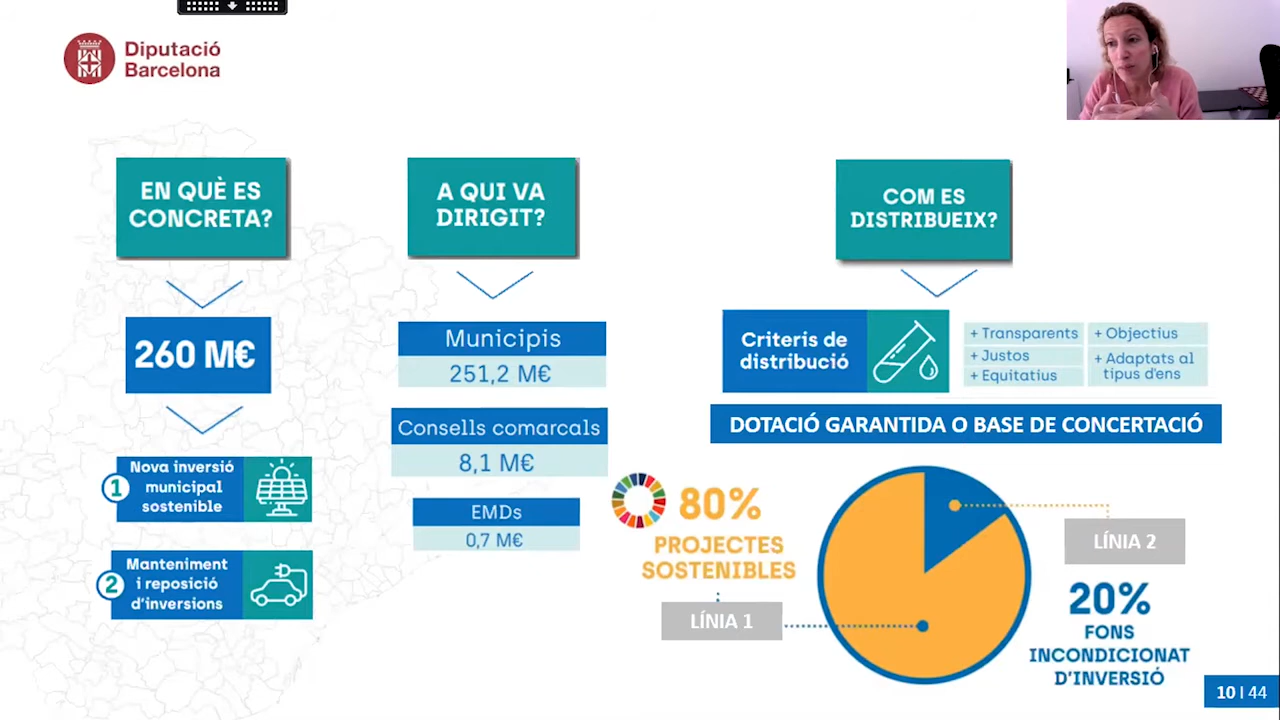 Diputació
Barcelona
EN QUÈ ES
CONCRETA?
260 M€
1
Nova inversió
municipal
sostenible
2
Manteniment
i reposició
d'inversions
A QUI VA
DIRIGIT?
Municipis
251,2 M€
Consells comarcals
8,1 M€
EMDs
0,7 M€
COM ES
DISTRIBUEIX?
Criteris de
distribució
+ Transparents
+ Justos
+ Equitatius
+ Objectius
+ Adaptats al
tipus d'ens
DOTACIÓ GARANTIDA O BASE DE CONCERTACIÓ
80%
PROJECTES
SOSTENIBLES
LÍNIA 1
LÍNIA 2
20%
FONS
INCONDICIONAT
D'INVERSIÓ
10 | 44